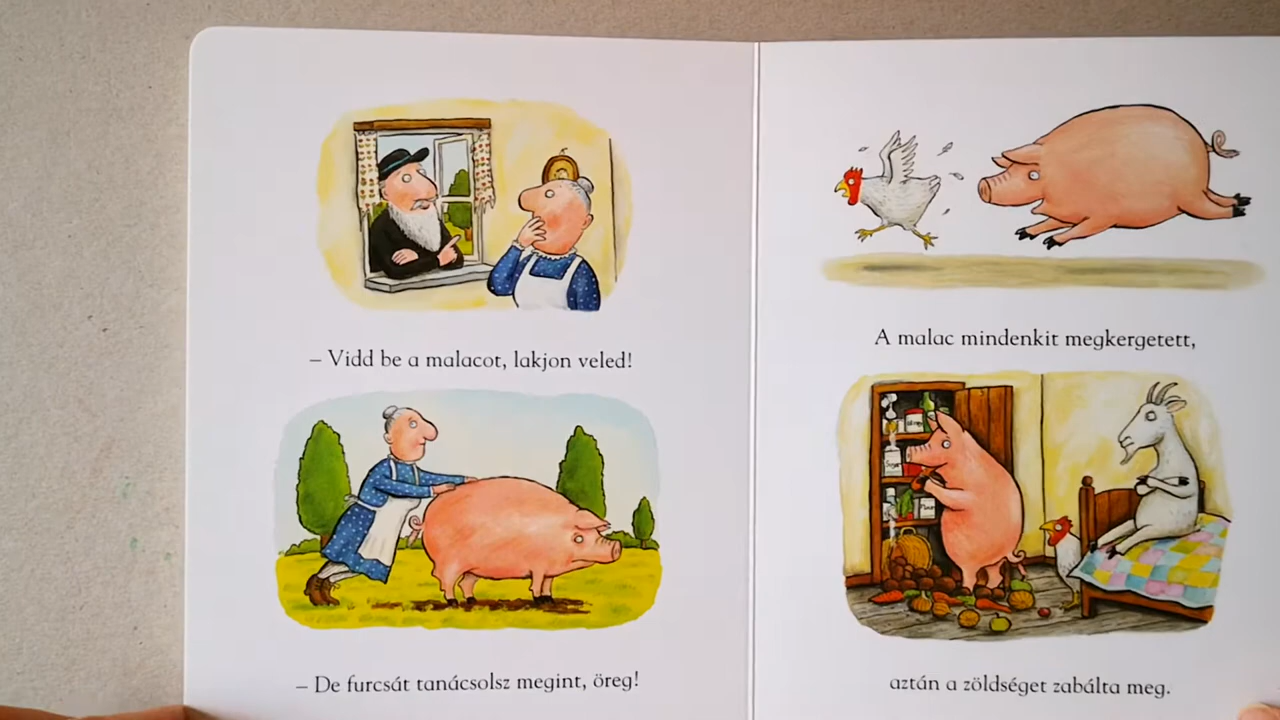 – Vidd be a malacot, lakjon veled!
– De furcsát tanácsolsz megint, öreg!
A malac mindenkit megkergetett,
aztán a zöldséget zabálta meg.